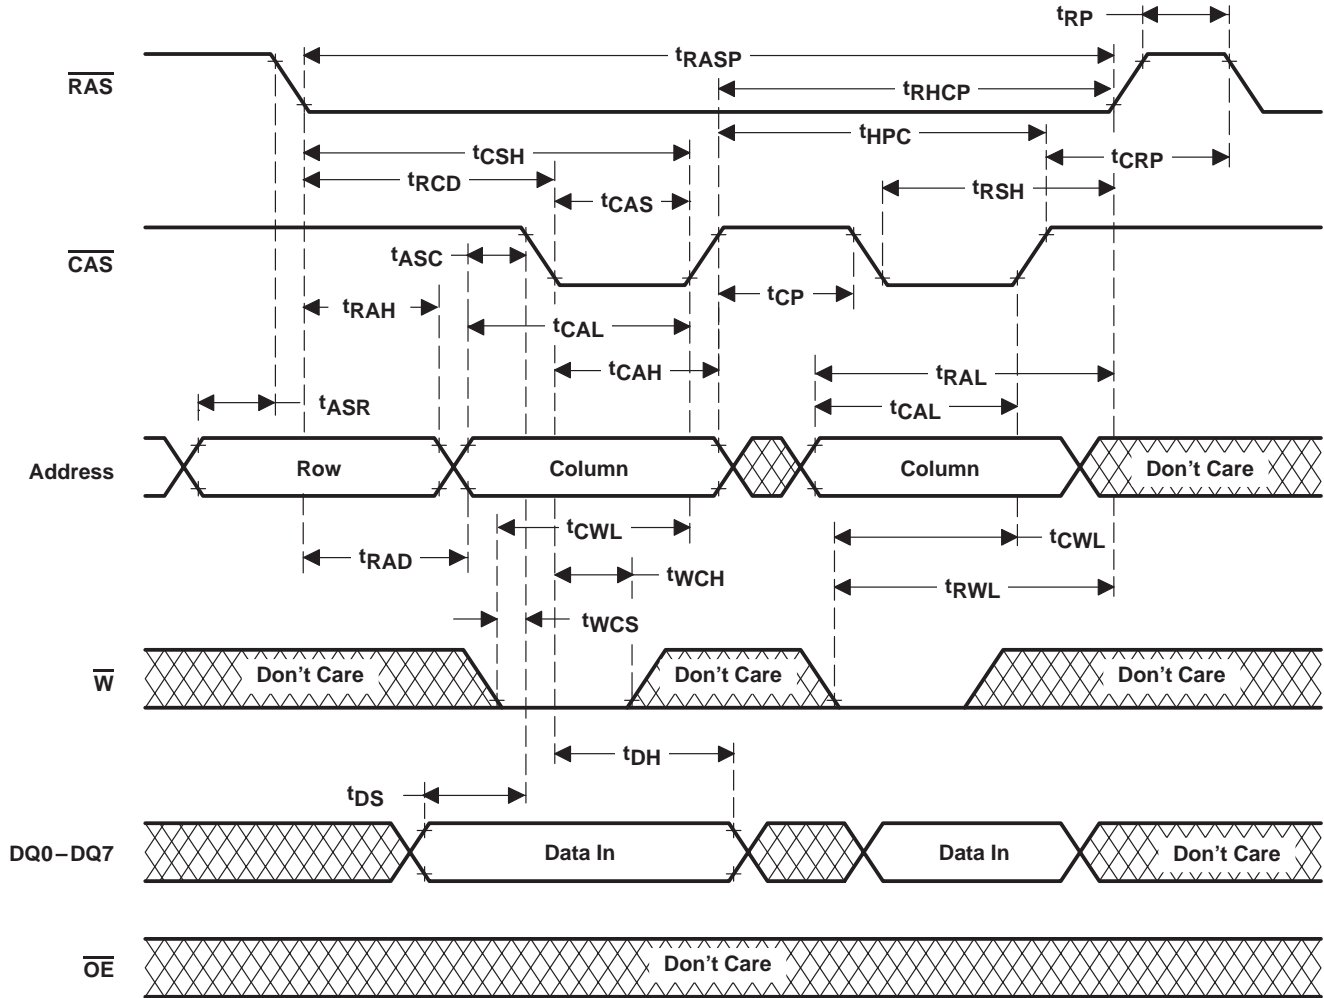 tRP
tRASP
RAS
tRHCP
tHPC
tCSH
tCRP
tRCD
tRSH
tCAS
CAS
tASC
tCP
tRAH
tCAL
tCAH
tRAL
tASR
tCAL
Address
Row
Column
Column
Don't Care
tCWL
tCWL
tRAD
tWCH
tRWL
tWCS
W
Don't Care
Don't Care
Don't Care
tDH
tDS
DQ0–DQ7
Data In
Data In
Don't Care
OE
Don't Care